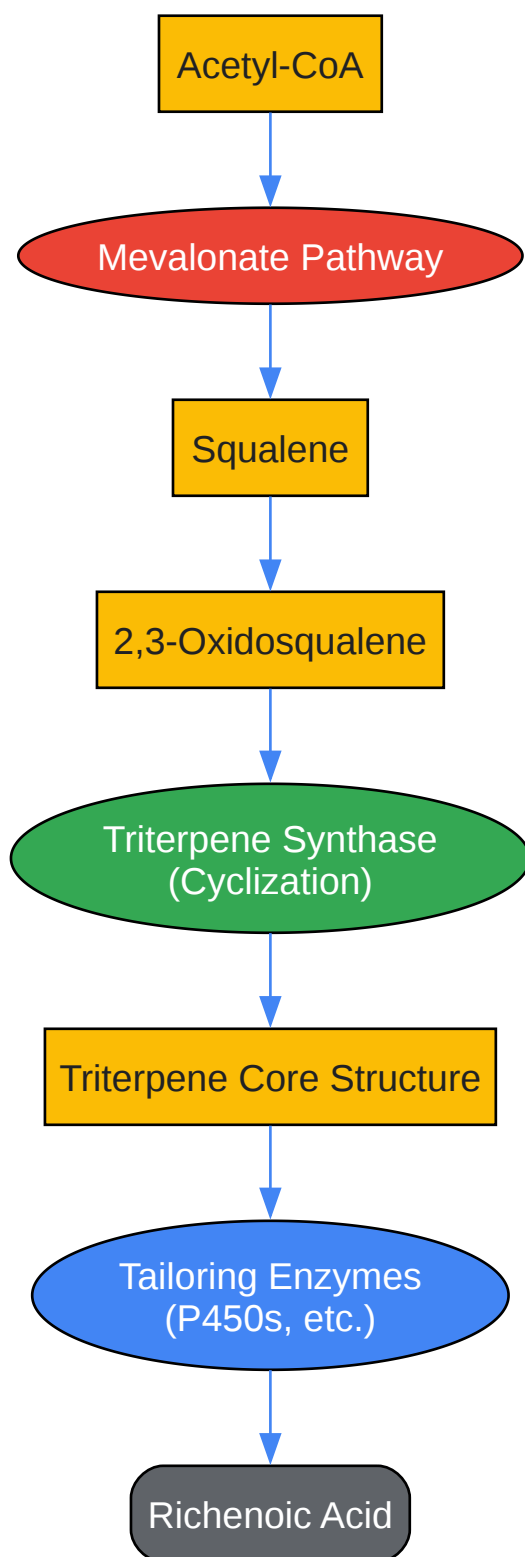 Acetyl-CoA
Mevalonate Pathway
Squalene
2,3-Oxidosqualene
Triterpene Synthase
(Cyclization)
Triterpene Core Structure
Tailoring Enzymes
(P450s, etc.)
Richenoic Acid